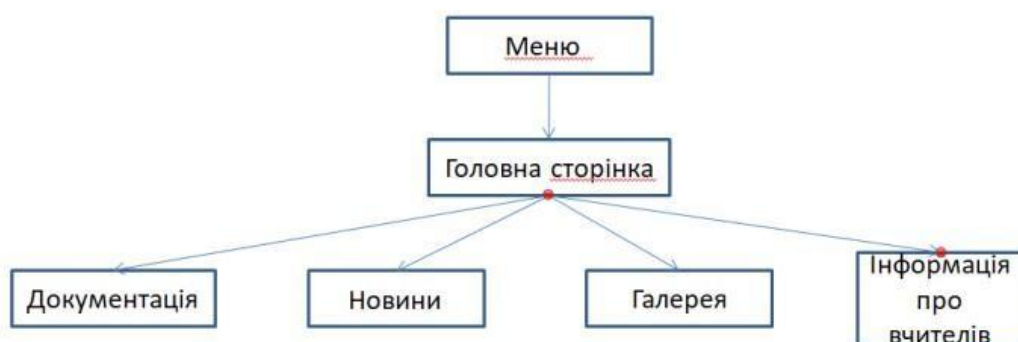 Меню
Головна сторінка
Документація
Новини
Галерея
Інформація
про
вчителів